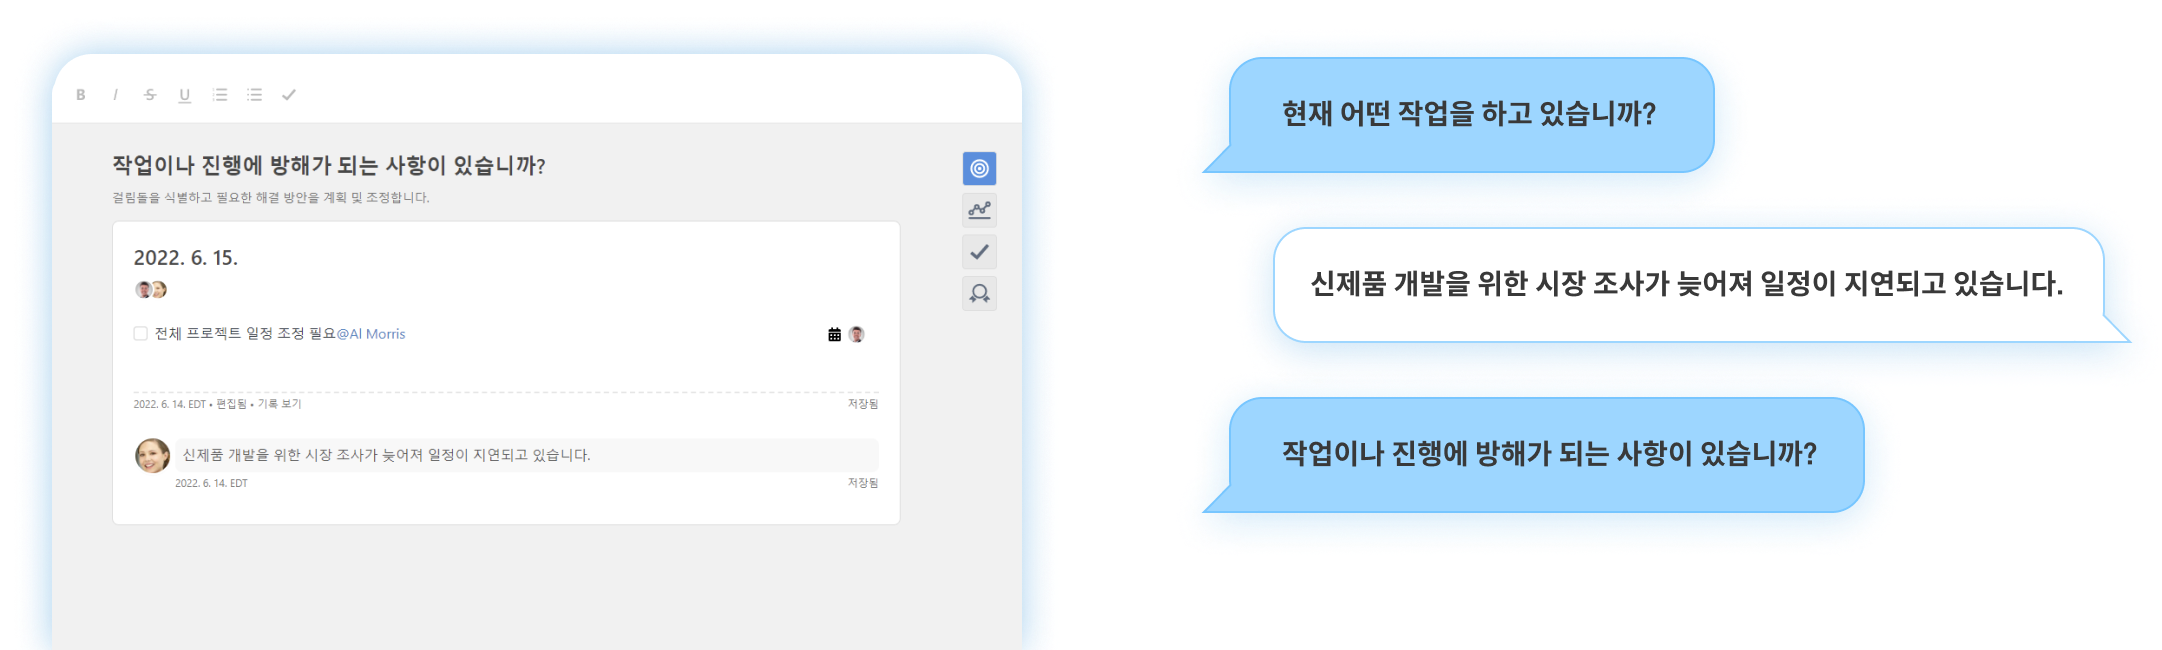 B I S U
작업이나 진행에 방해가 되는 사항이 있습니까?
걸림돌을 식별하고 필요한 해결 방안을 계획 및 조정합니다.
2022. 6. 15.
전체 프로젝트 일정 조정 필요@Al Morris
2022. 6. 14. EDT • 편집됨 • 기록 보기 저장됨
신제품 개발을 위한 시장 조사가 늦어져 일정이 지연되고 있습니다.
2022. 6. 14. EDT 저장됨
현재 어떤 작업을 하고 있습니까?
신제품 개발을 위한 시장 조사가 늦어져 일정이 지연되고 있습니다.
작업이나 진행에 방해가 되는 사항이 있습니까?